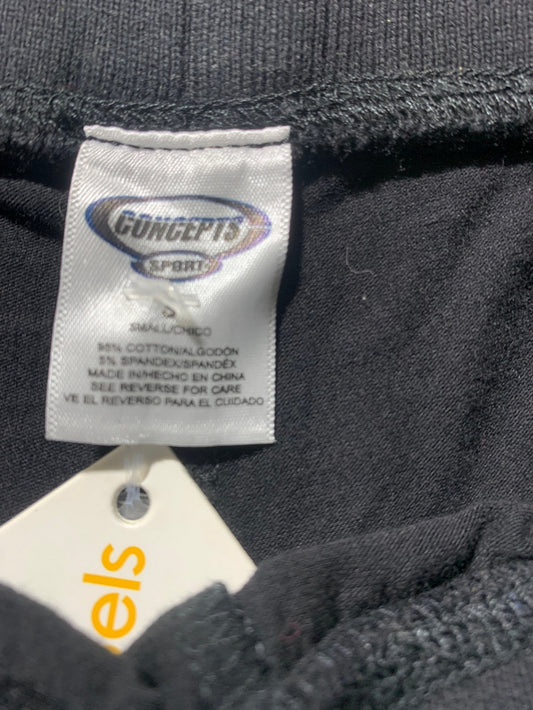 CONCEPTS
SPORT
S
SMALL/CHICO
95% COTTON/ALGODÓN
5% SPANDEX/SPANDÉX
MADE IN/HECHO EN CHINA
SEE REVERSE FOR CARE
VE EL REVERSO PARA EL CUIDADO
els